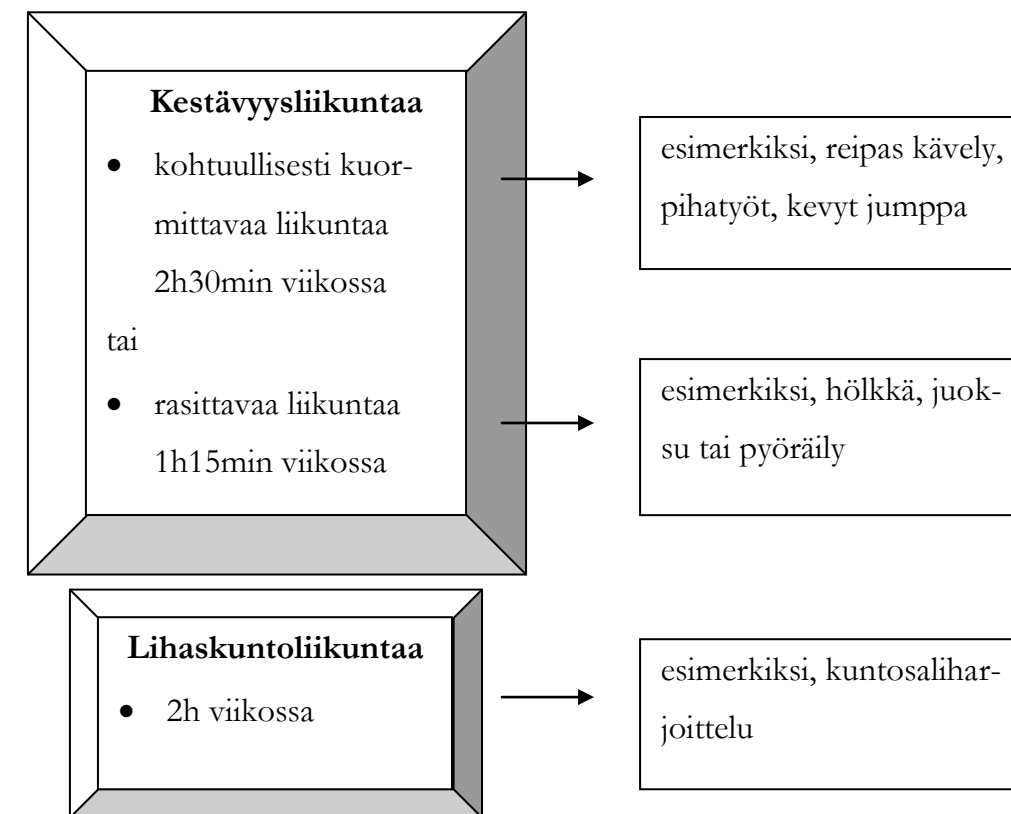 Kestävyysliikuntaa
• kohtuullisesti kuor-
mittavaa liikuntaa
2h30min viikossa
tai
• rasittavaa liikuntaa
1h15min viikossa
esimerkiksi, reipas kävely,
pihatyöt, kevyt jumppa
esimerkiksi, hölkkä, juok-
su tai pyöräily
Lihaskuntoliikuntaa
• 2h viikossa
esimerkiksi, kuntosalihar-
joittelu